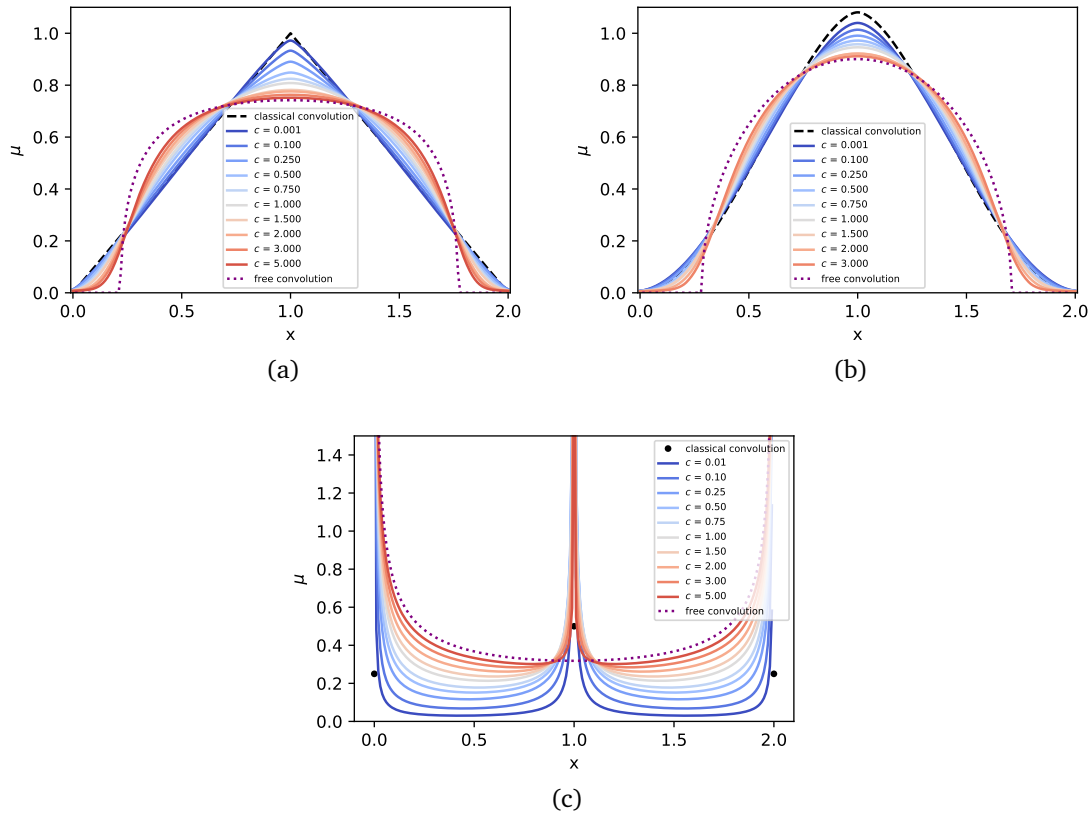 1.0
0.8
0.6
0.4
0.2
0.0
μ
classical convolution
c = 0.001
c = 0.100
c = 0.250
c = 0.500
c = 0.750
c = 1.000
c = 1.500
c = 2.000
c = 3.000
c = 5.000
free convolution
0.0 0.5 1.0 1.5 2.0
x
(a)
1.0
0.8
0.6
0.4
0.2
0.0
μ
classical convolution
c = 0.001
c = 0.100
c = 0.250
c = 0.500
c = 0.750
c = 1.000
c = 1.500
c = 2.000
c = 3.000
free convolution
0.0 0.5 1.0 1.5 2.0
x
(b)
1.4
1.2
1.0
0.8
0.6
0.4
0.2
0.0
μ
classical convolution
c = 0.01
c = 0.10
c = 0.25
c = 0.50
c = 0.75
c = 1.00
c = 1.50
c = 2.00
c = 3.00
c = 5.00
free convolution
0.0 0.5 1.0 1.5 2.0
x
(c)